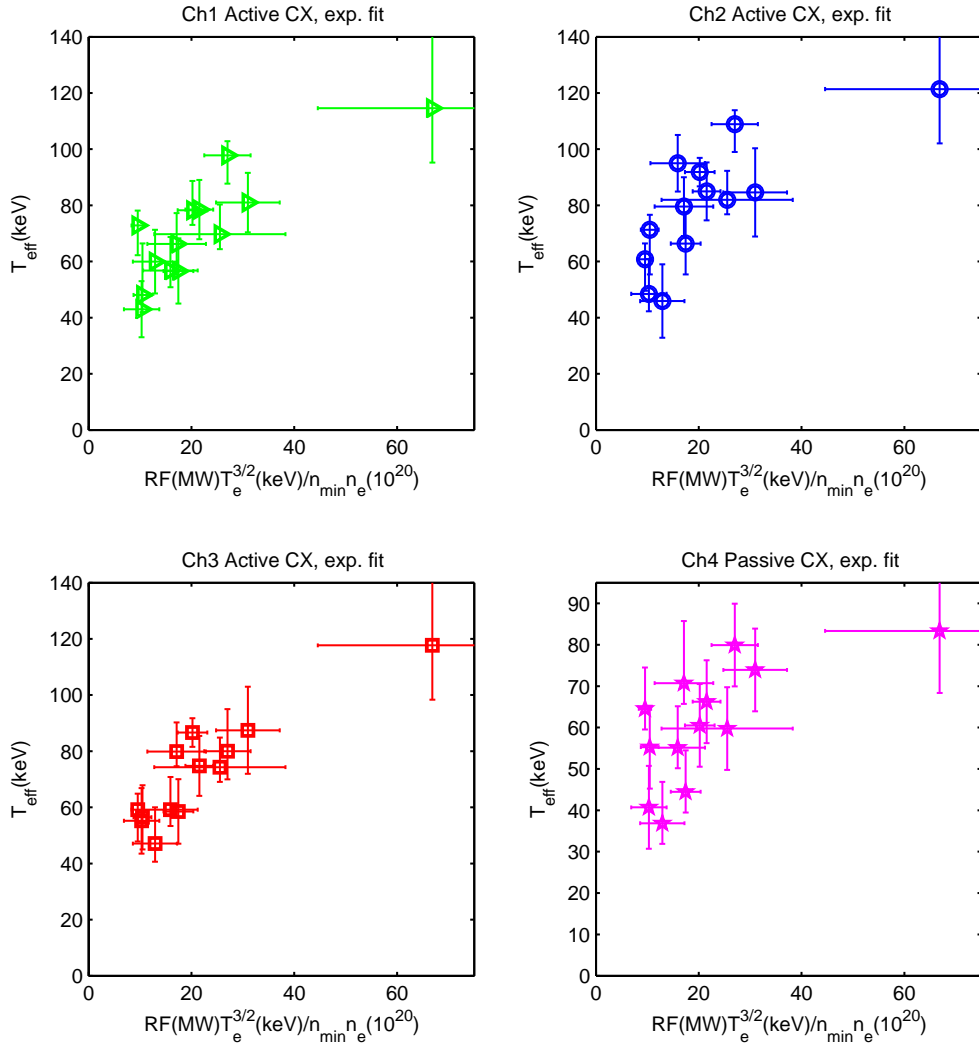 Ch1 Active CX, exp. fit
140
120
100
80
60
40
20
0
T_eff(keV)
0 20 40 60
RF(MW)T_e^{3/2}(keV)/n_min n_e(10^{20})
Ch2 Active CX, exp. fit
140
120
100
80
60
40
20
0
T_eff(keV)
0 20 40 60
RF(MW)T_e^{3/2}(keV)/n_min n_e(10^{20})
Ch3 Active CX, exp. fit
140
120
100
80
60
40
20
0
T_eff(keV)
0 20 40 60
RF(MW)T_e^{3/2}(keV)/n_min n_e(10^{20})
Ch4 Passive CX, exp. fit
90
80
70
60
50
40
30
20
10
0
T_eff(keV)
0 20 40 60
RF(MW)T_e^{3/2}(keV)/n_min n_e(10^{20})